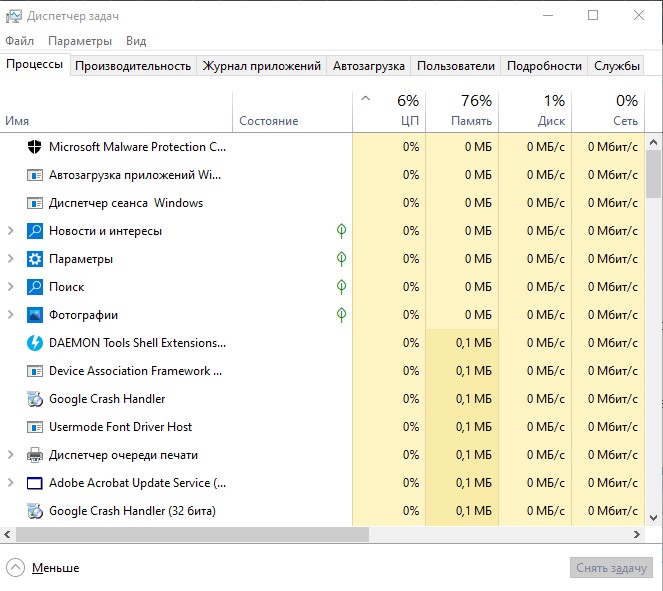 Диспетчер задач
Файл Параметры Вид
Процессы Производительность Журнал приложений Автозагрузка Пользователи Подробности Службы
6% 76% 1% 0%
Имя Состояние ЦП Память Диск Сеть
Microsoft Malware Protection C... 0% 0 МБ 0 МБ/с 0 Мбит/с
Автозагрузка приложений Wi... 0% 0 МБ 0 МБ/с 0 Мбит/с
Диспетчер сеанса Windows 0% 0 МБ 0 МБ/с 0 Мбит/с
Новости и интересы 0% 0 МБ 0 МБ/с 0 Мбит/с
Параметры 0% 0 МБ 0 МБ/с 0 Мбит/с
Поиск 0% 0 МБ 0 МБ/с 0 Мбит/с
Фотографии 0% 0 МБ 0 МБ/с 0 Мбит/с
DAEMON Tools Shell Extensions... 0% 0,1 МБ 0 МБ/с 0 Мбит/с
Device Association Framework ... 0% 0,1 МБ 0 МБ/с 0 Мбит/с
Google Crash Handler 0% 0,1 МБ 0 МБ/с 0 Мбит/с
Usermode Font Driver Host 0% 0,1 МБ 0 МБ/с 0 Мбит/с
Диспетчер очереди печати 0% 0,1 МБ 0 МБ/с 0 Мбит/с
Adobe Acrobat Update Service (... 0% 0,1 МБ 0 МБ/с 0 Мбит/с
Google Crash Handler (32 бита) 0% 0,1 МБ 0 МБ/с 0 Мбит/с
Меньше Снять задачу